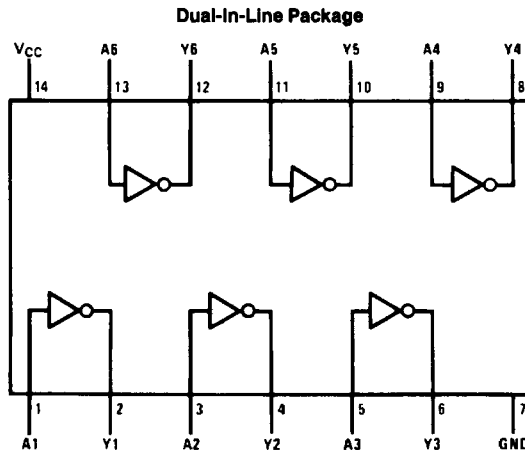 Dual-In-Line Package
VCC A6 Y6 A5 Y5 A4 Y4
14 13 12 11 10 9 8
1 2 3 4 5 6 7
A1 Y1 A2 Y2 A3 Y3 GND